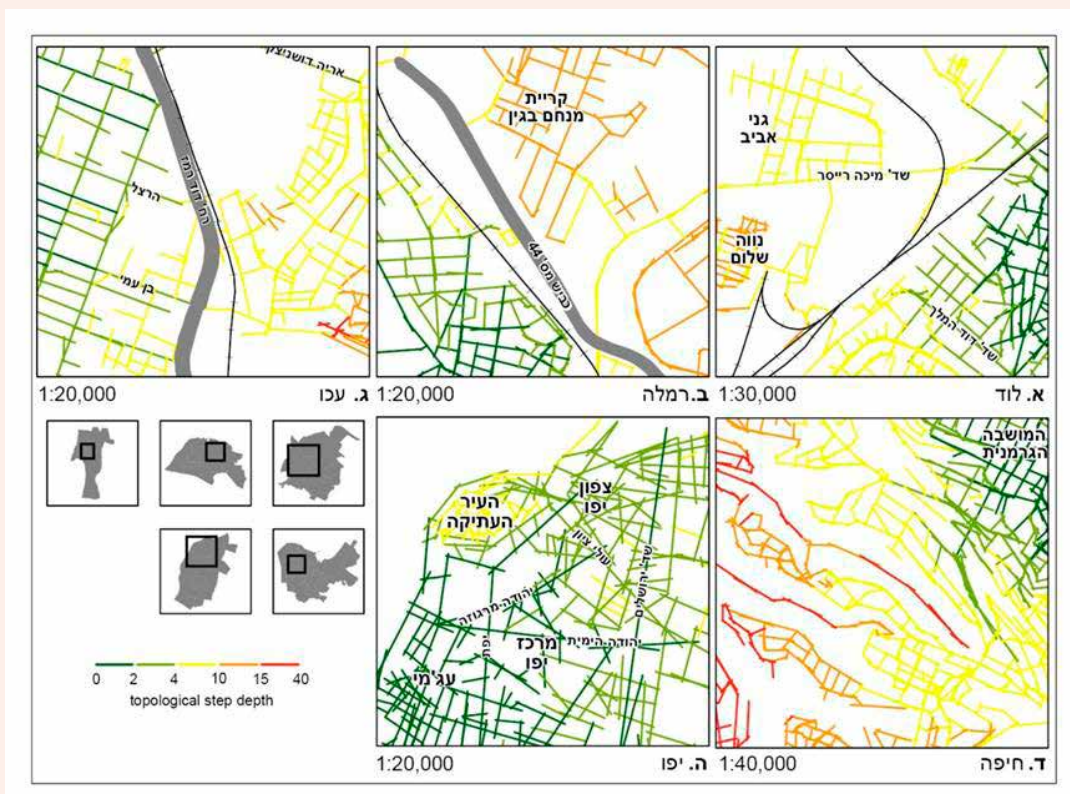 גני
אביב
שד' מיכה רייסר
נווה
שלום
שד' דוד המלך
א. לוד 1:30,000
קריית
מנחם בגין
כביש מס' 44
ב. רמלה 1:20,000
אריה דושניצקי
הרצל
בן עמי
ג. עכו 1:20,000
המושבה
הגרמנית
ד. חיפה 1:40,000
צפון
יפו
העיר
העתיקה
עולי ציון
שד' ירושלים
יהודה מרגוזה
יהודה הימית
יפת
מרכז
יפו
עג'מי
ה. יפו 1:20,000
0 2 4 10 15 40
topological step depth